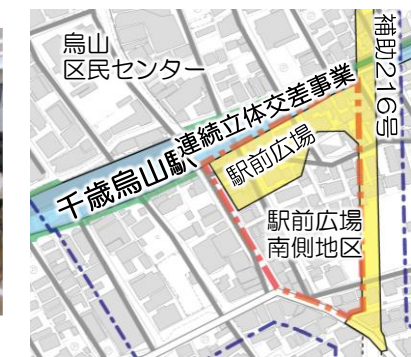 烏山
区民センター
補助216号
連続立体交差事業
千歳烏山駅
駅前広場
駅前広場
南側地区